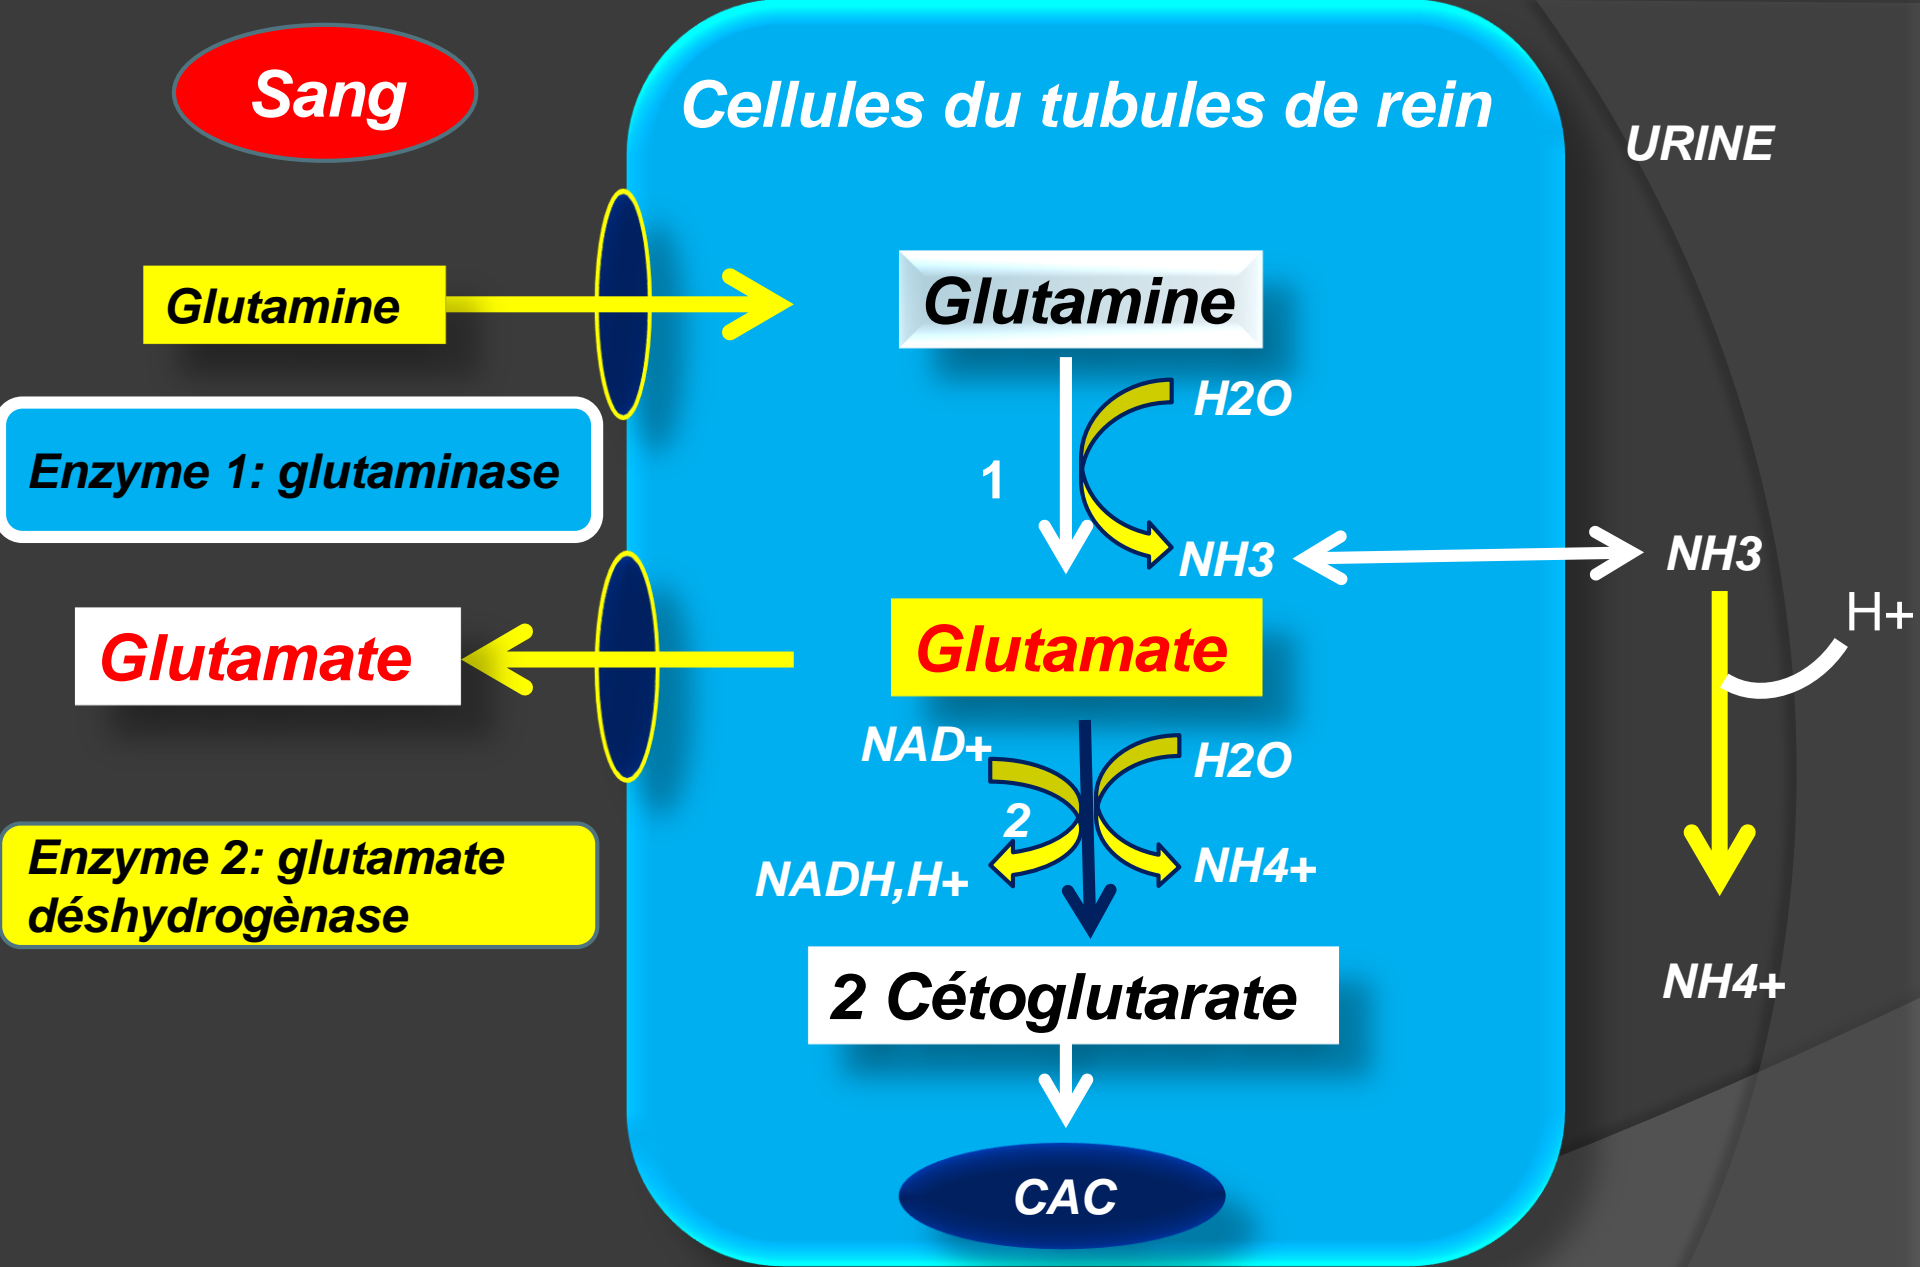 Sang
Cellules du tubules de rein
URINE
Glutamine
Glutamine
H2O
Enzyme 1: glutaminase
1
NH3
NH3
H+
Glutamate
Glutamate
NAD+
H2O
2
Enzyme 2: glutamate
déshydrogènase
NADH,H+
NH4+
2 Cétoglutarate
NH4+
CAC